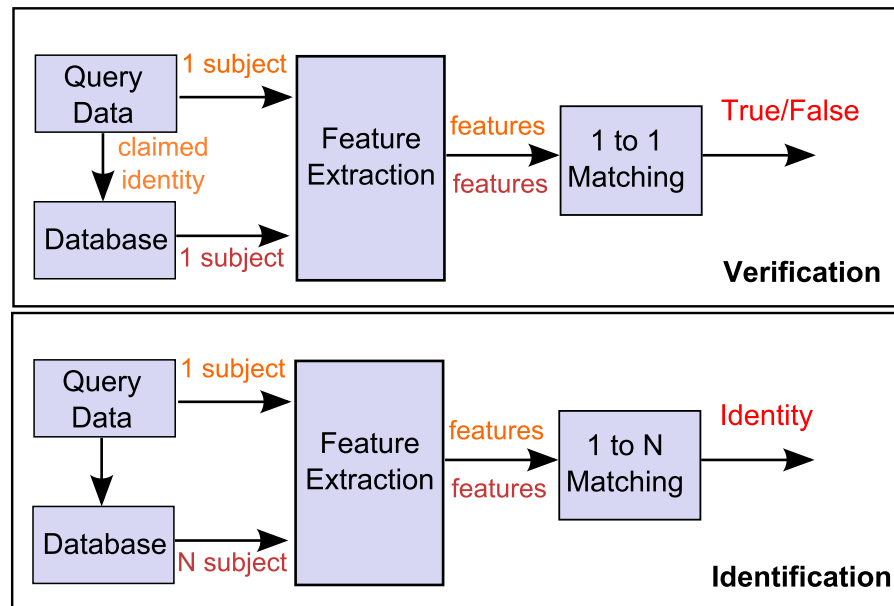 Query
Data
1 subject
claimed
identity
Database
1 subject
Feature
Extraction
features
features
1 to 1
Matching
True/False
Verification
Query
Data
1 subject
Database
N subject
Feature
Extraction
features
features
1 to N
Matching
Identity
Identification